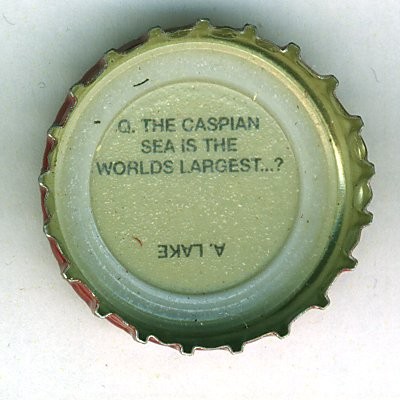 Q. THE CASPIAN
SEA IS THE
WORLDS LARGEST...?
A. LAKE